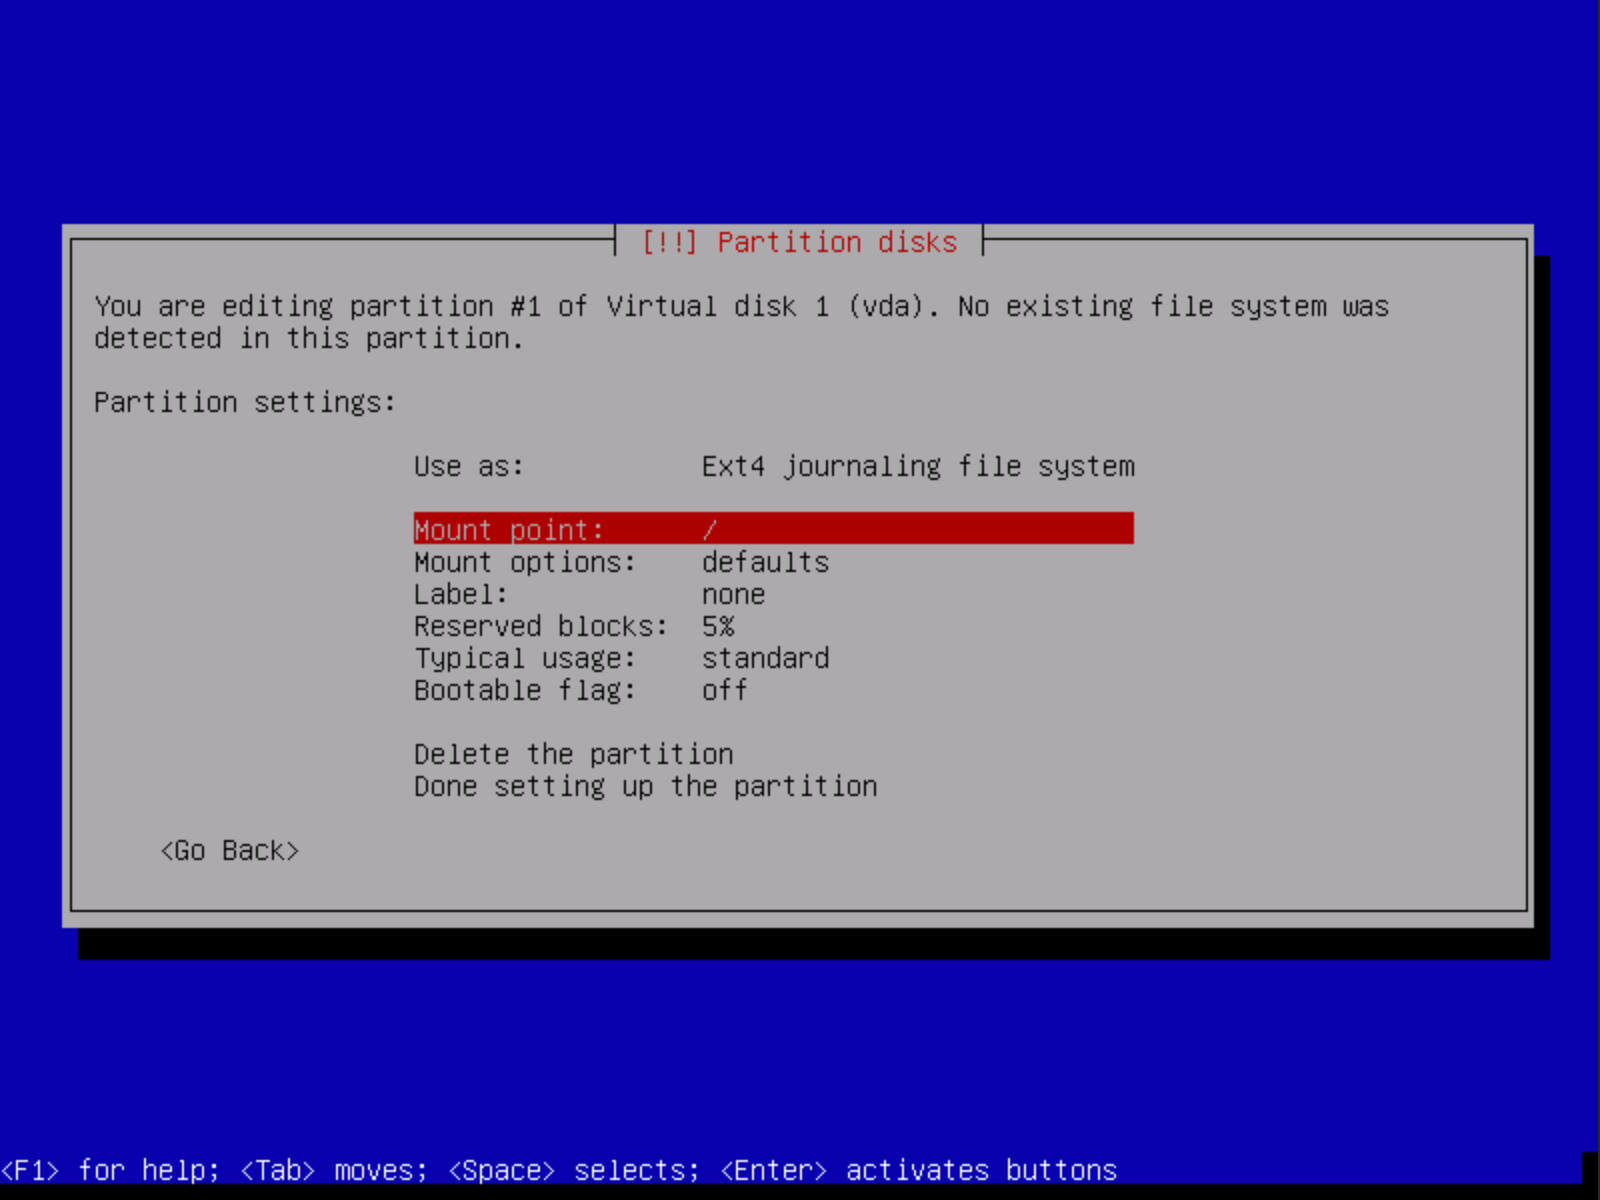 [!!] Partition disks
You are editing partition #1 of Virtual disk 1 (vda). No existing file system was
detected in this partition.
Partition settings:
Use as: Ext4 journaling file system
Mount point: /
Mount options: defaults
Label: none
Reserved blocks: 5%
Typical usage: standard
Bootable flag: off
Delete the partition
Done setting up the partition
<Go Back>
<F1> for help; <Tab> moves; <Space> selects; <Enter> activates buttons